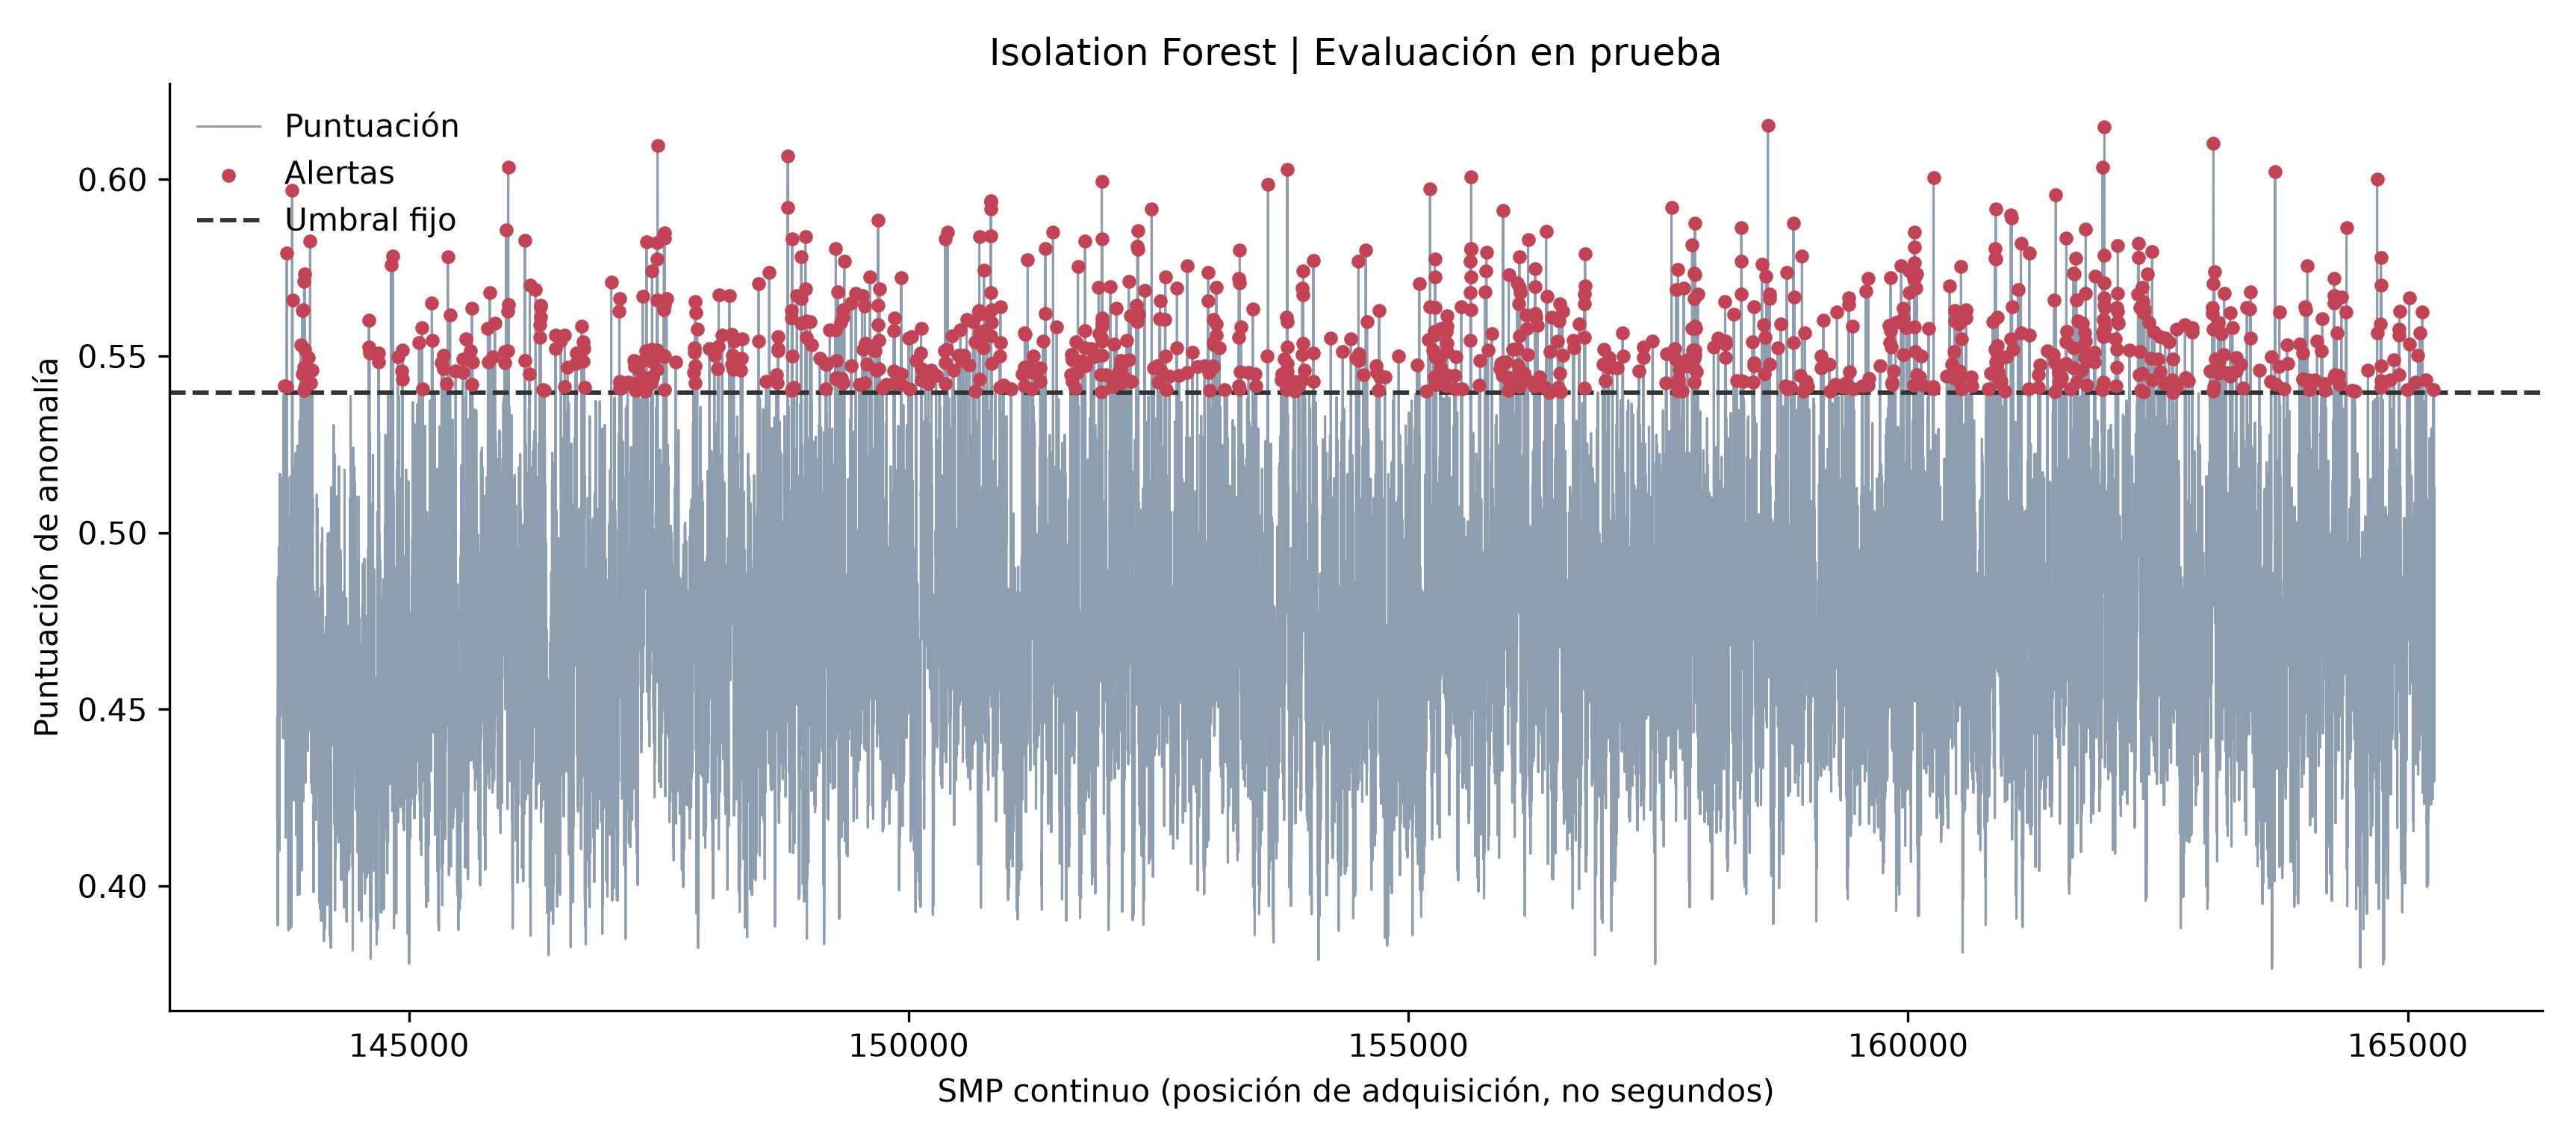 Isolation Forest | Evaluación en prueba
Puntuación
Alertas
Umbral fijo
Puntuación de anomalía
0.60
0.55
0.50
0.45
0.40
145000
150000
155000
160000
165000
SMP continuo (posición de adquisición, no segundos)